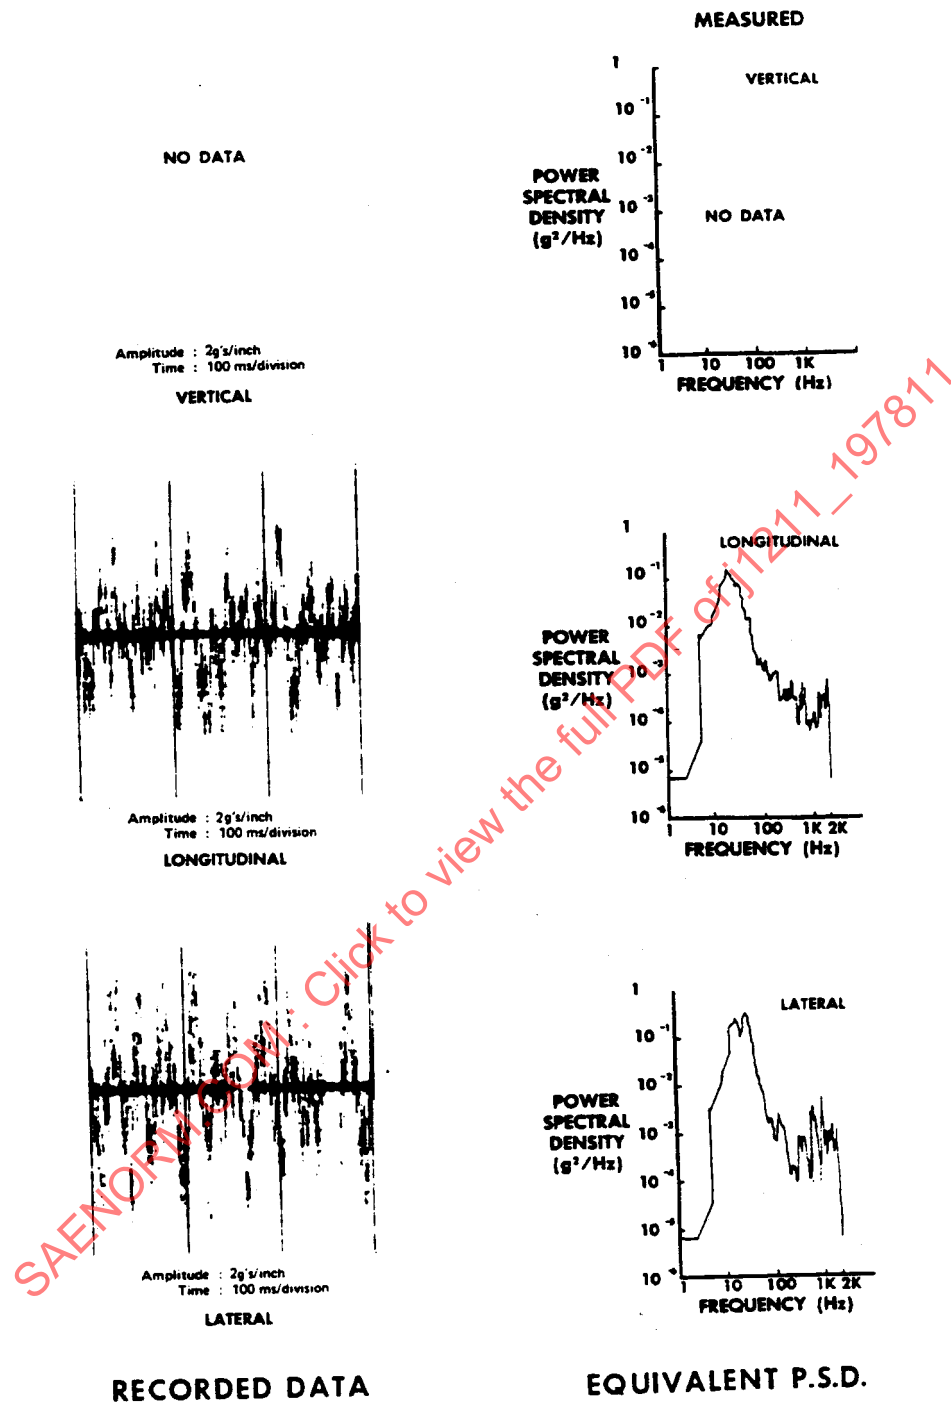 MEASURED
NO DATA
Amplitude : 2g's/inch
Time : 100 ms/division
VERTICAL
1
10 -1
10 -2
10 -3
10 -4
10 -5
10 -6
POWER
SPECTRAL
DENSITY
(g²/Hz)
VERTICAL
NO DATA
1 10 100 1K
FREQUENCY (Hz)
Amplitude : 2g's/inch
Time : 100 ms/division
LONGITUDINAL
1
10 -1
10 -2
10 -3
10 -4
10 -5
10 -6
POWER
SPECTRAL
DENSITY
(g²/Hz)
LONGITUDINAL
1 10 100 1K 2K
FREQUENCY (Hz)
Amplitude : 2g's/inch
Time : 100 ms/division
LATERAL
1
10 -1
10 -2
10 -3
10 -4
10 -5
10 -6
POWER
SPECTRAL
DENSITY
(g²/Hz)
LATERAL
1 10 100 1K 2K
FREQUENCY (Hz)
RECORDED DATA
EQUIVALENT P.S.D.
SAENORM.COM : Click to view the full PDF of j1211_197811